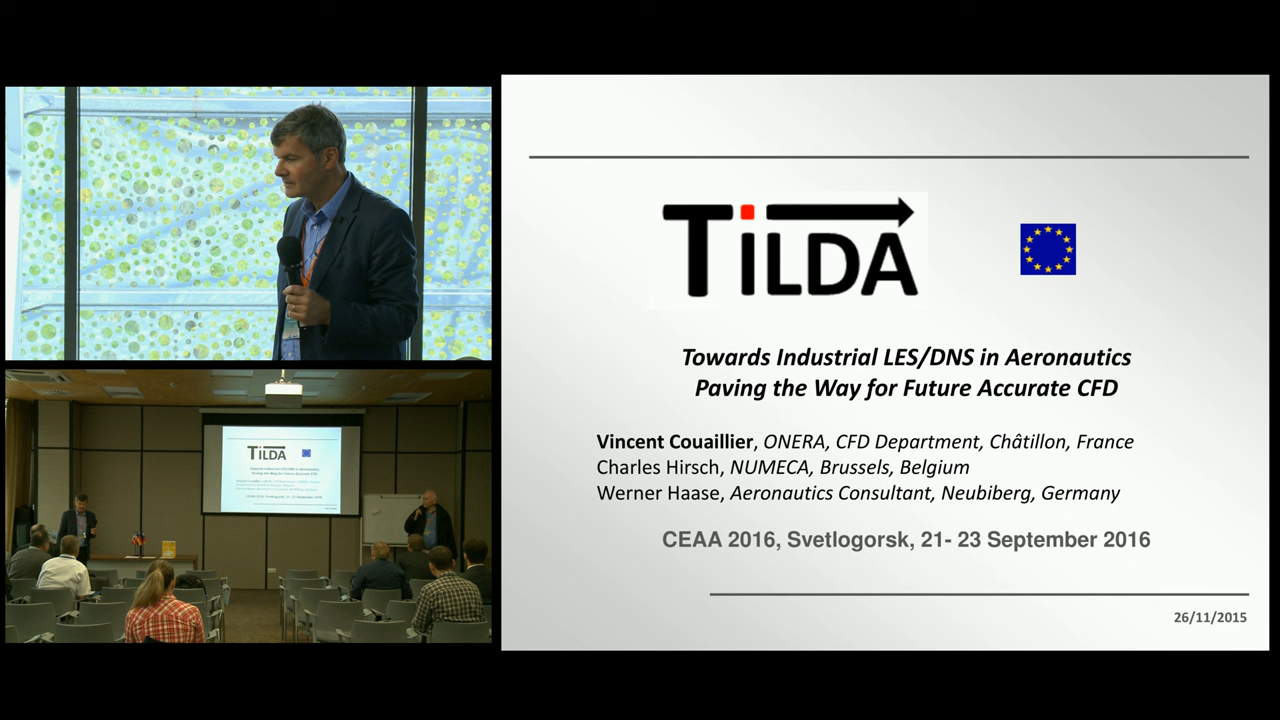 TiLDA
Towards Industrial LES/DNS in Aeronautics
Paving the Way for Future Accurate CFD
Vincent Couaillier, ONERA, CFD Department, Châtillon, France
Charles Hirsch, NUMECA, Brussels, Belgium
Werner Haase, Aeronautics Consultant, Neubiberg, Germany
CEAA 2016, Svetlogorsk, 21- 23 September 2016
26/11/2015